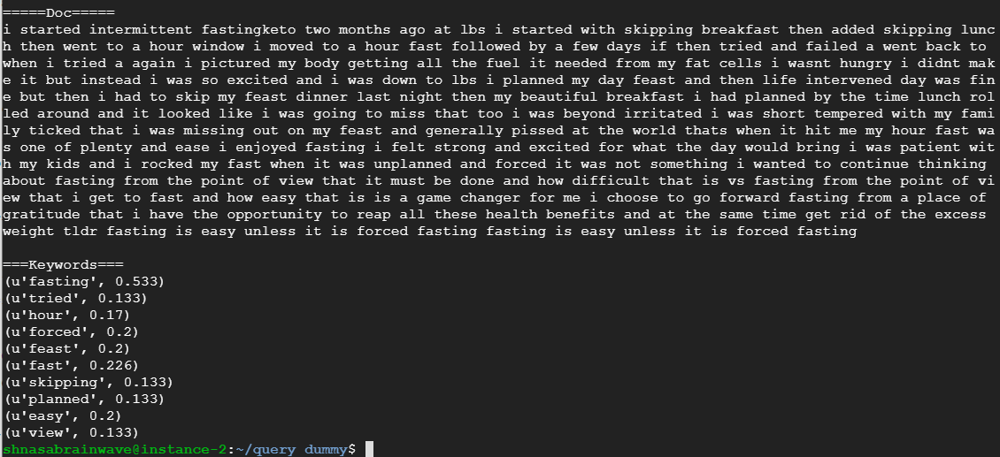 =====Doc=====
i started intermittent fastingketo two months ago at lbs i started with skipping breakfast then added skipping lunc
h then went to a hour window i moved to a hour fast followed by a few days if then tried and failed a went back to
when i tried a again i pictured my body getting all the fuel it needed from my fat cells i wasnt hungry i didnt mak
e it but instead i was so excited and i was down to lbs i planned my day feast and then life intervened day was fin
e but then i had to skip my feast dinner last night then my beautiful breakfast i had planned by the time lunch rol
led around and it looked like i was going to miss that too i was beyond irritated i was short tempered with my fami
ly ticked that i was missing out on my feast and generally pissed at the world thats when it hit me my hour fast wa
s one of plenty and ease i enjoyed fasting i felt strong and excited for what the day would bring i was patient wit
h my kids and i rocked my fast when it was unplanned and forced it was not something i wanted to continue thinking
about fasting from the point of view that it must be done and how difficult that is vs fasting from the point of vi
ew that i get to fast and how easy that is is a game changer for me i choose to go forward fasting from a place of
gratitude that i have the opportunity to reap all these health benefits and at the same time get rid of the excess
weight tldr fasting is easy unless it is forced fasting fasting is easy unless it is forced fasting
===Keywords===
(u'fasting', 0.533)
(u'tried', 0.133)
(u'hour', 0.17)
(u'forced', 0.2)
(u'feast', 0.2)
(u'fast', 0.226)
(u'skipping', 0.133)
(u'planned', 0.133)
(u'easy', 0.2)
(u'view', 0.133)
shnasabrainwave@instance-2:~/query dummy$